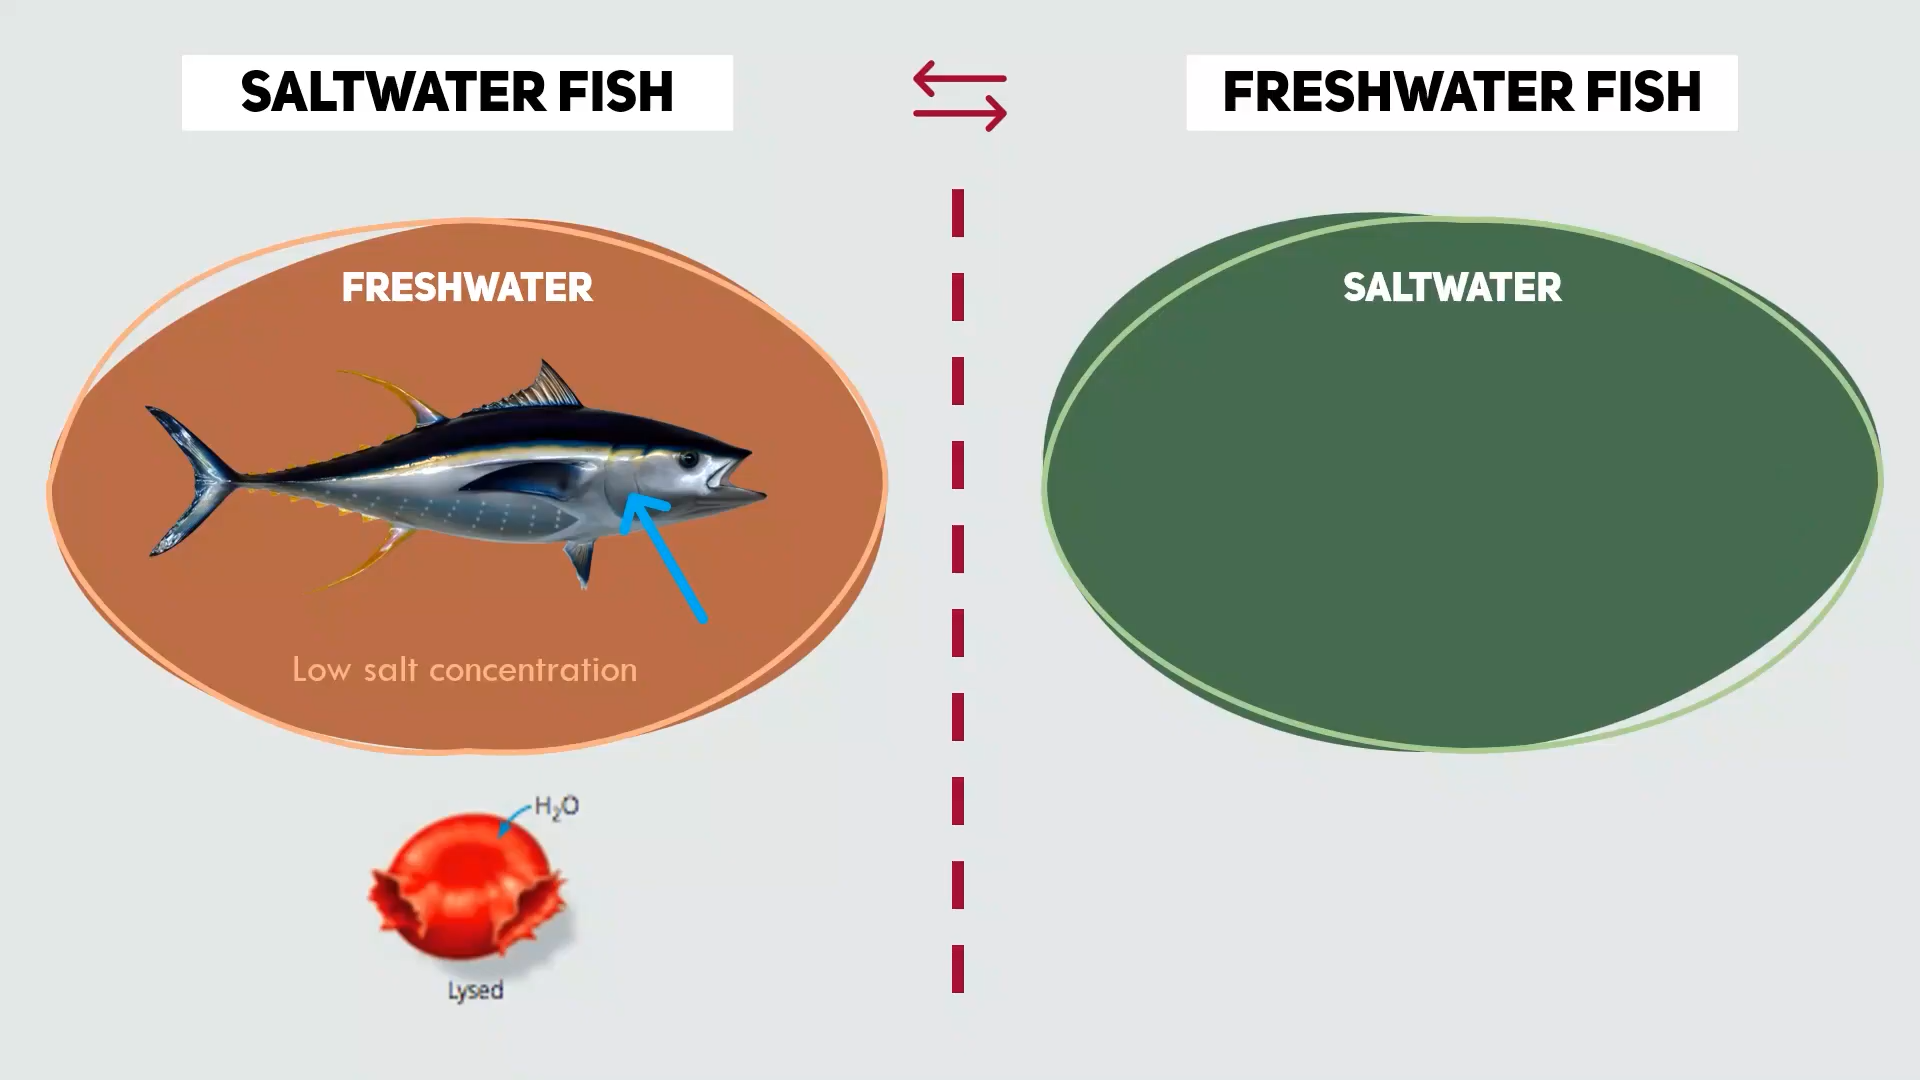 SALTWATER FISH
FRESHWATER FISH
FRESHWATER
Low salt concentration
H₂O
Lysed
SALTWATER